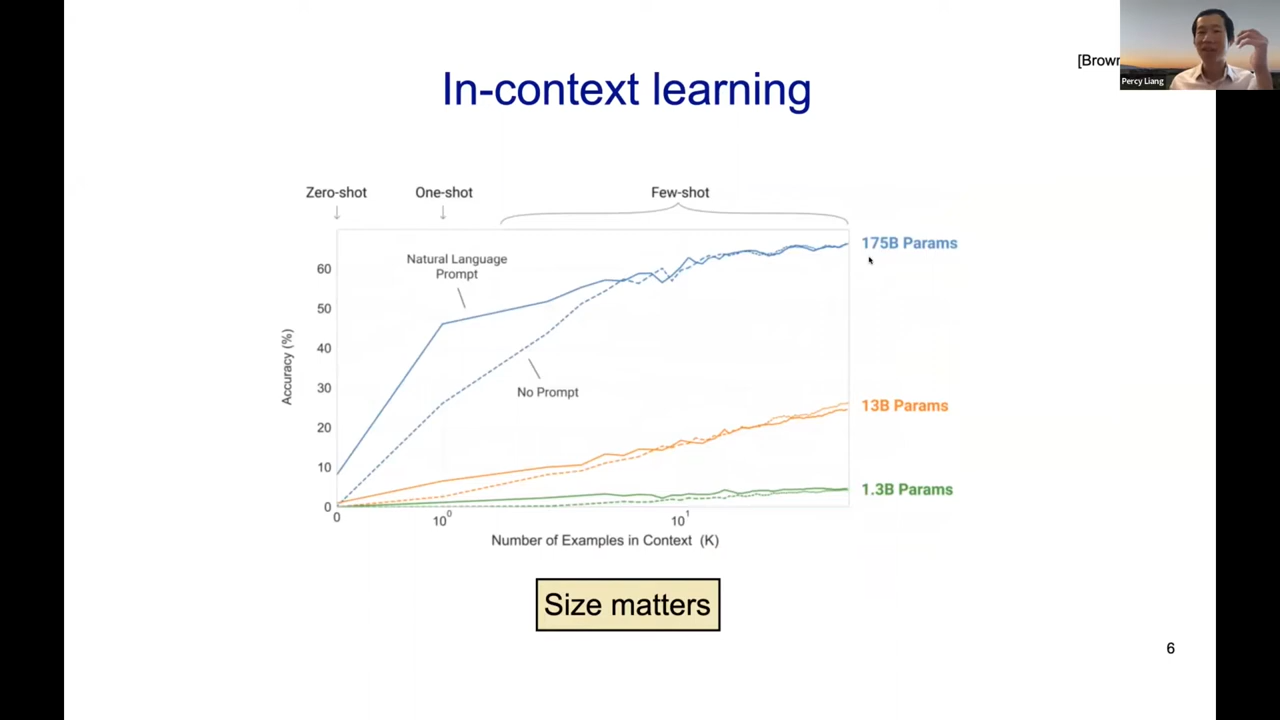 [Brown
Percy Liang
In-context learning
Zero-shot
One-shot
Few-shot
175B Params
Natural Language
Prompt
No Prompt
13B Params
1.3B Params
Accuracy (%)
60
50
40
30
20
10
0
0
10⁰
10¹
Number of Examples in Context (K)
Size matters
6